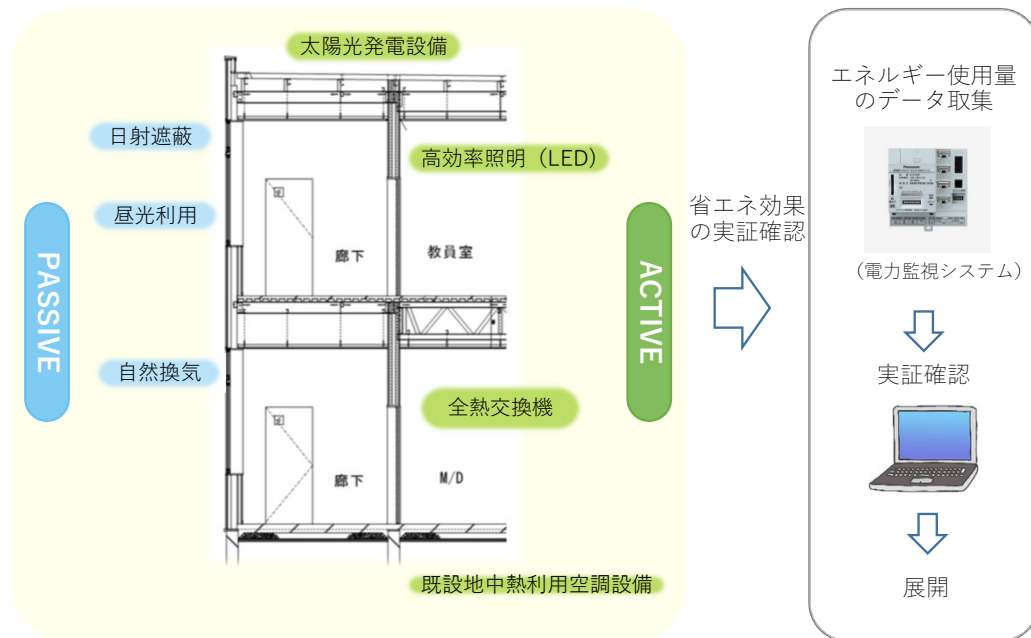 太陽光発電設備
日射遮蔽
高効率照明（LED）
昼光利用
PASSIVE
廊下
教員室
ACTIVE
自然換気
全熱交換機
廊下
M/D
既設地中熱利用空調設備
省エネ効果
の実証確認
エネルギー使用量
のデータ取集
Panasonic
（電力監視システム）
実証確認
展開